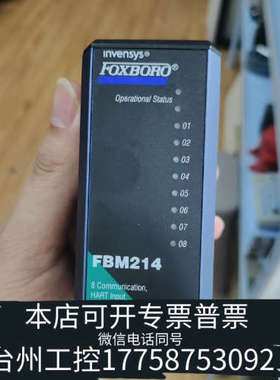 invensys®
FOXBORO®
Operational Status
01
02
03
04
05
06
07
08
FBM214
8 Communication,
HART Input
本店可开专票普票
微信电话同号
台州工控17758753092